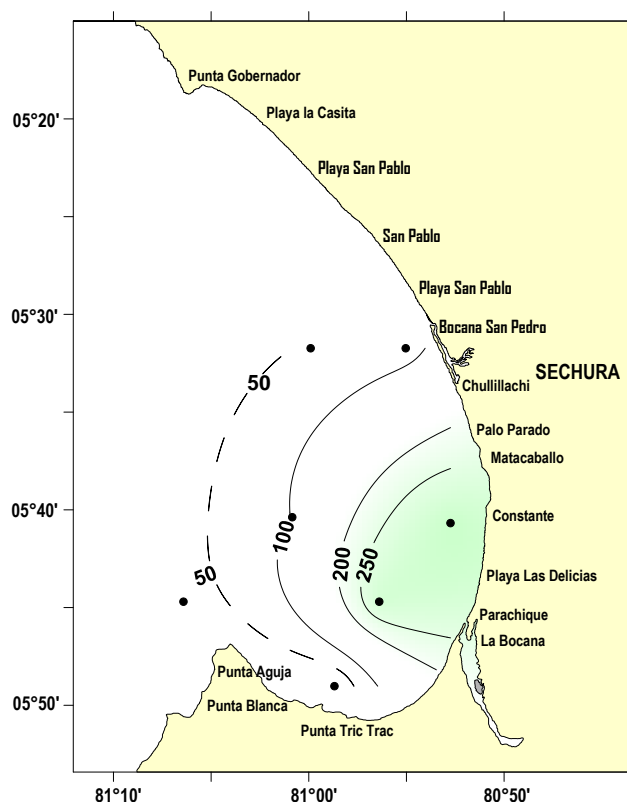 Punta Gobernador
Playa la Casita
05°20'
Playa San Pablo
San Pablo
Playa San Pablo
05°30'
Bocana San Pedro
SECHURA
50
Chullillachi
Palo Parado
Matacaballo
05°40'
Constante
100
200
250
50
Playa Las Delicias
Parachique
La Bocana
Punta Aguja
05°50'
Punta Blanca
Punta Tric Trac
81°10'
81°00'
80°50'